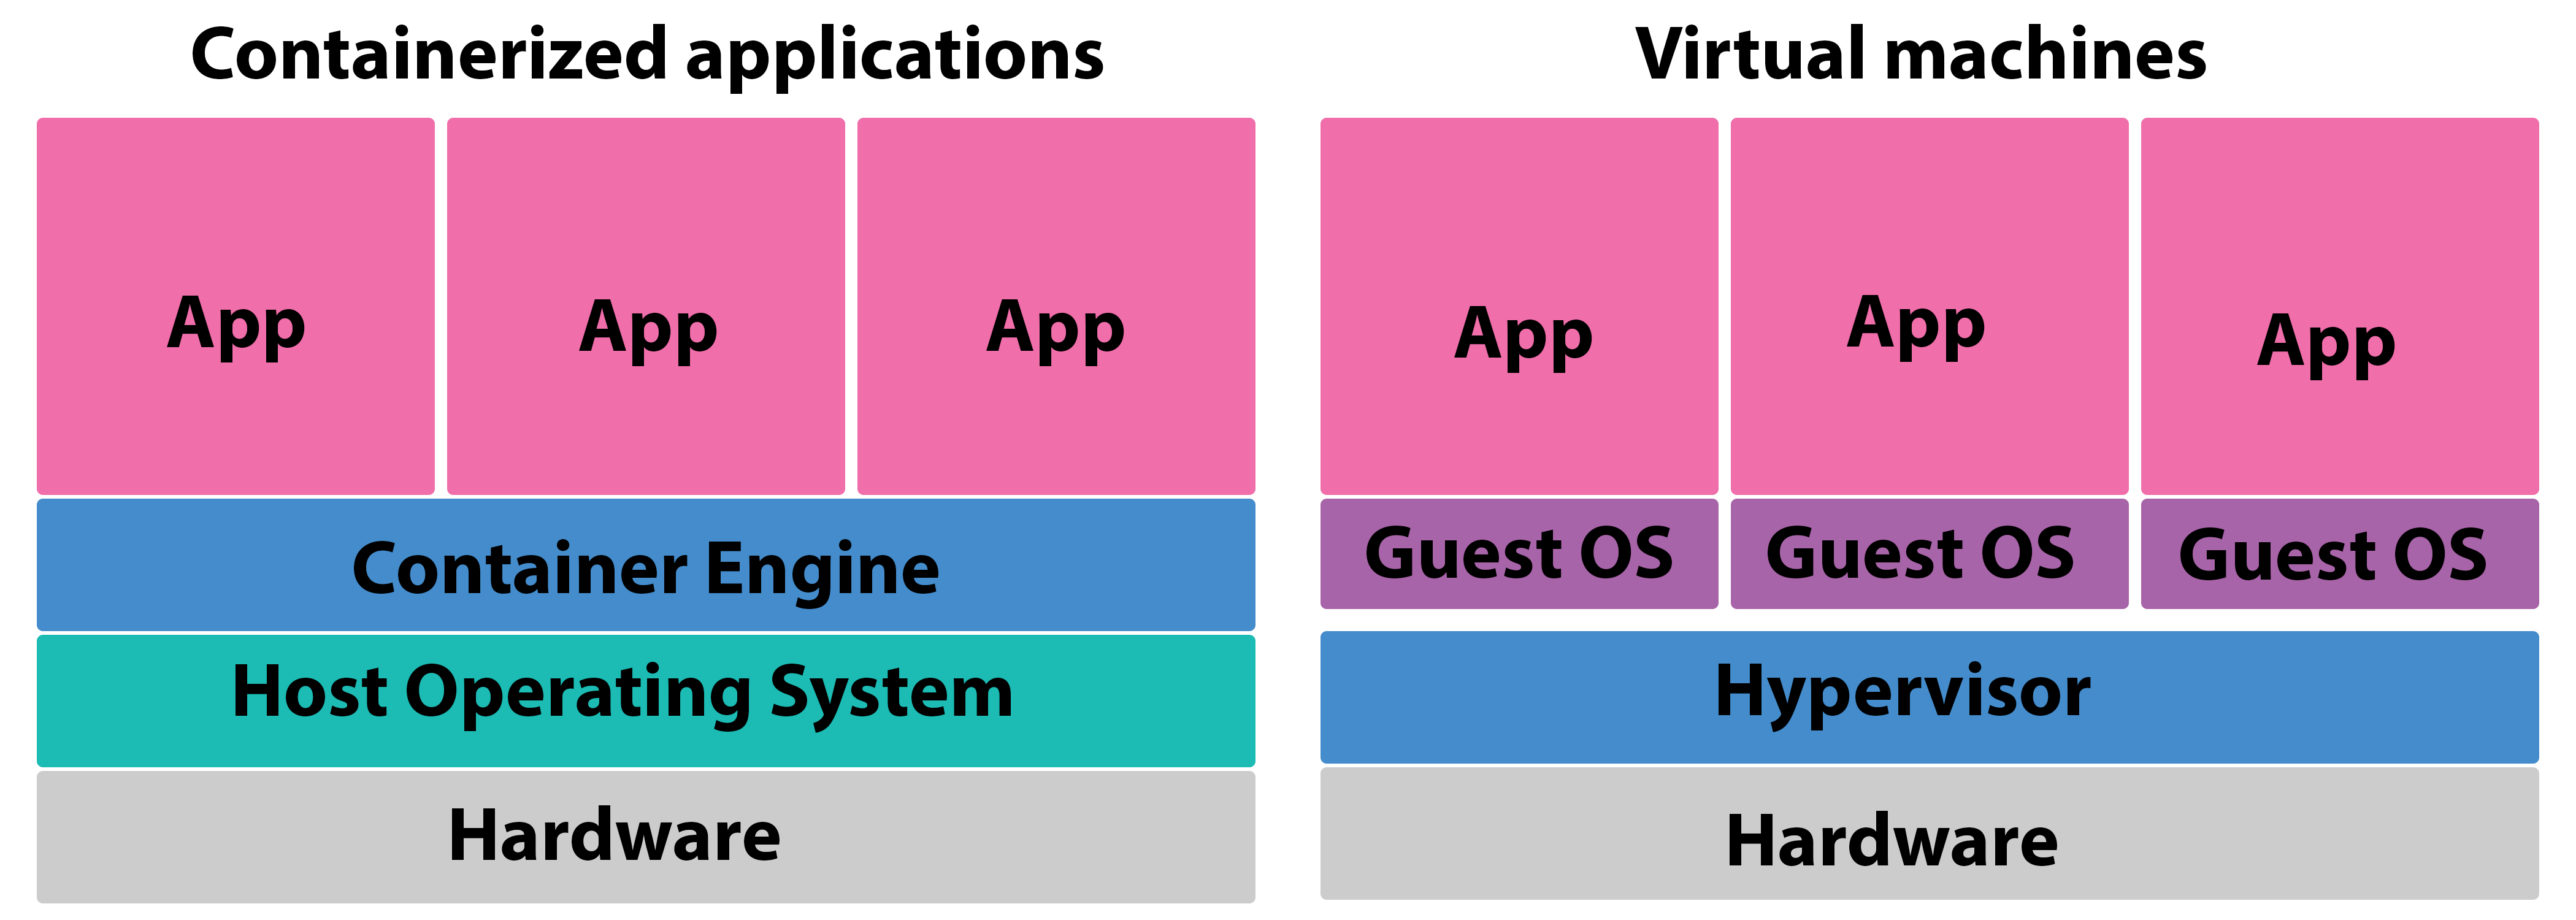 Containerized applications
App
App
App
Container Engine
Host Operating System
Hardware
Virtual machines
App
App
App
Guest OS
Guest OS
Guest OS
Hypervisor
Hardware